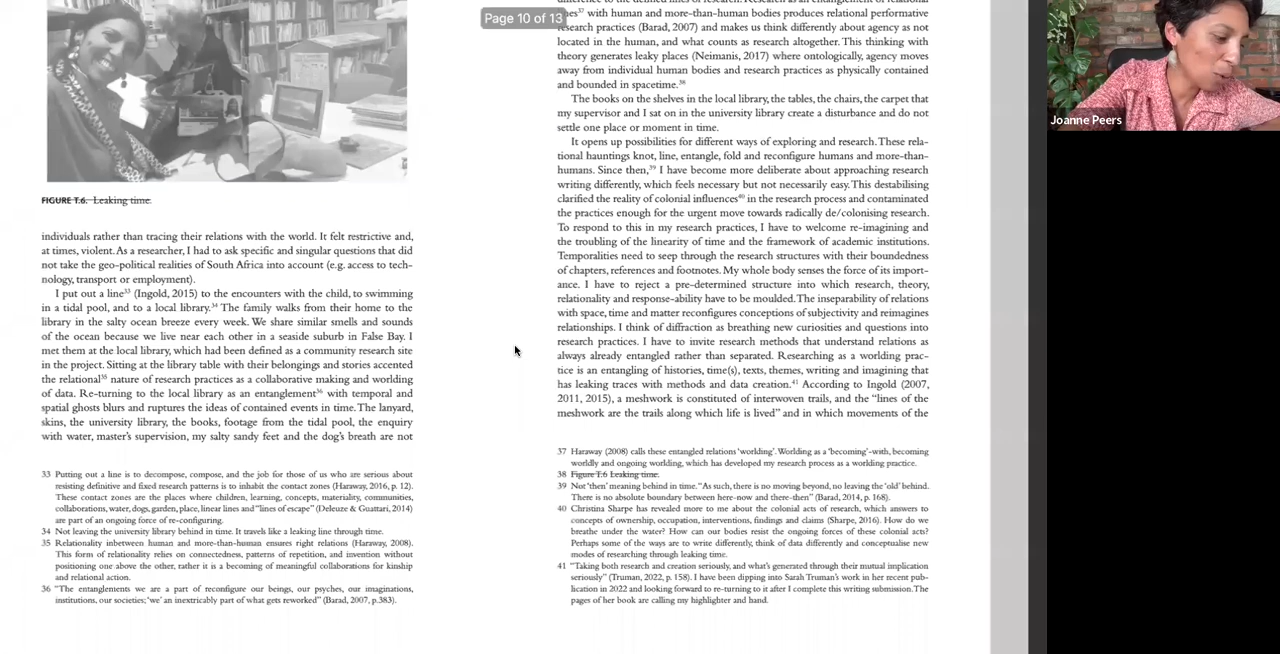 Page 10 of 13
Joanne Peers
FIGURE T.6. Leaking time.
individuals rather than tracing their relations with the world. It felt restrictive and,
at times, violent. As a researcher, I had to ask specific and singular questions that did
not take the geo-political realities of South Africa into account (e.g. access to tech-
nology, transport or employment).
I put out a line33 (Ingold, 2015) to the encounters with the child, to swimming
in a tidal pool, and to a local library.34 The family walks from their home to the
library in the salty ocean breeze every week. We share similar smells and sounds
of the ocean because we live near each other in a seaside suburb in False Bay. I
met them at the local library, which had been defined as a community research site
in the project. Sitting at the library table with their belongings and stories accented
the relational35 nature of research practices as a collaborative making and worlding
of data. Re-turning to the local library as an entanglement36 with temporal and
spatial ghosts blurs and ruptures the ideas of contained events in time. The lanyard,
skins, the university library, the books, footage from the tidal pool, the enquiry
with water, master's supervision, my salty sandy feet and the dog's breath are not
33 Putting out a line is to decompose, compose, and the job for those of us who are serious about
resisting definitive and fixed research patterns is to inhabit the contact zones (Haraway, 2016, p. 12).
These contact zones are the places where children, learning, concepts, materiality, communities,
collaborations, water, dogs, garden, place, linear lines and "lines of escape" (Deleuze & Guattari, 2014)
are part of an ongoing force of re-configuring.
34 Not leaving the university library behind in time. It travels like a leaking line through time.
35 Relationality inbetween human and more-than-human ensures right relations (Haraway, 2008).
This form of relationality relies on connectedness, patterns of repetition, and invention without
positioning one above the other, rather it is a becoming of meaningful collaborations for kinship
and relational action.
36 "The entanglements we are a part of reconfigure our beings, our psyches, our imaginations,
institutions, our societies; 'we' an inextricably part of what gets reworked" (Barad, 2007, p.383).
difference to the defined lines of research. Research as an entanglement of relational
lines37 with human and more-than-human bodies produces relational performative
research practices (Barad, 2007) and makes us think differently about agency as not
located in the human, and what counts as research altogether. This thinking with
theory generates leaky places (Neimanis, 2017) where ontologically, agency moves
away from individual human bodies and research practices as physically contained
and bounded in spacetime.38
The books on the shelves in the local library, the tables, the chairs, the carpet that
my supervisor and I sat on in the university library create a disturbance and do not
settle one place or moment in time.
It opens up possibilities for different ways of exploring and research. These rela-
tional hauntings knot, line, entangle, fold and reconfigure humans and more-than-
humans. Since then,39 I have become more deliberate about approaching research
writing differently, which feels necessary but not necessarily easy. This destabilising
clarified the reality of colonial influences40 in the research process and contaminated
the practices enough for the urgent move towards radically de/colonising research.
To respond to this in my research practices, I have to welcome re-imagining and
the troubling of the linearity of time and the framework of academic institutions.
Temporalities need to seep through the research structures with their boundedness
of chapters, references and footnotes. My whole body senses the force of its import-
ance. I have to reject a pre-determined structure into which research, theory,
relationality and response-ability have to be moulded. The inseparability of relations
with space, time and matter reconfigures conceptions of subjectivity and reimagines
relationships. I think of diffraction as breathing new curiosities and questions into
research practices. I have to invite research methods that understand relations as
always already entangled rather than separated. Researching as a worlding prac-
tice is an entangling of histories, time(s), texts, themes, writing and imagining that
has leaking traces with methods and data creation.41 According to Ingold (2007,
2011, 2015), a meshwork is constituted of interwoven trails, and the "lines of the
meshwork are the trails along which life is lived" and in which movements of the
37 Haraway (2008) calls these entangled relations 'worlding'. Worlding as a 'becoming'-with, becoming
worldly and ongoing worlding, which has developed my research process as a worlding practice.
38 Figure T.6 Leaking time.
39 Not 'then' meaning behind in time. "As such, there is no moving beyond, no leaving the 'old' behind.
There is no absolute boundary between here-now and there-then" (Barad, 2014, p. 168).
40 Christina Sharpe has revealed more to me about the colonial acts of research, which answers to
concepts of ownership, occupation, interventions, findings and claims (Sharpe, 2016). How do we
breathe under the water? How can our bodies resist the ongoing forces of these colonial acts?
Perhaps some of the ways are to write differently, think of data differently and conceptualise new
modes of researching through leaking time.
41 "Taking both research and creation seriously, and what's generated through their mutual implication
seriously" (Truman, 2022, p. 158). I have been dipping into Sarah Truman's work in her recent pub-
lication in 2022 and looking forward to re-turning to it after I complete this writing submission. The
pages of her book are calling my highlighter and hand.